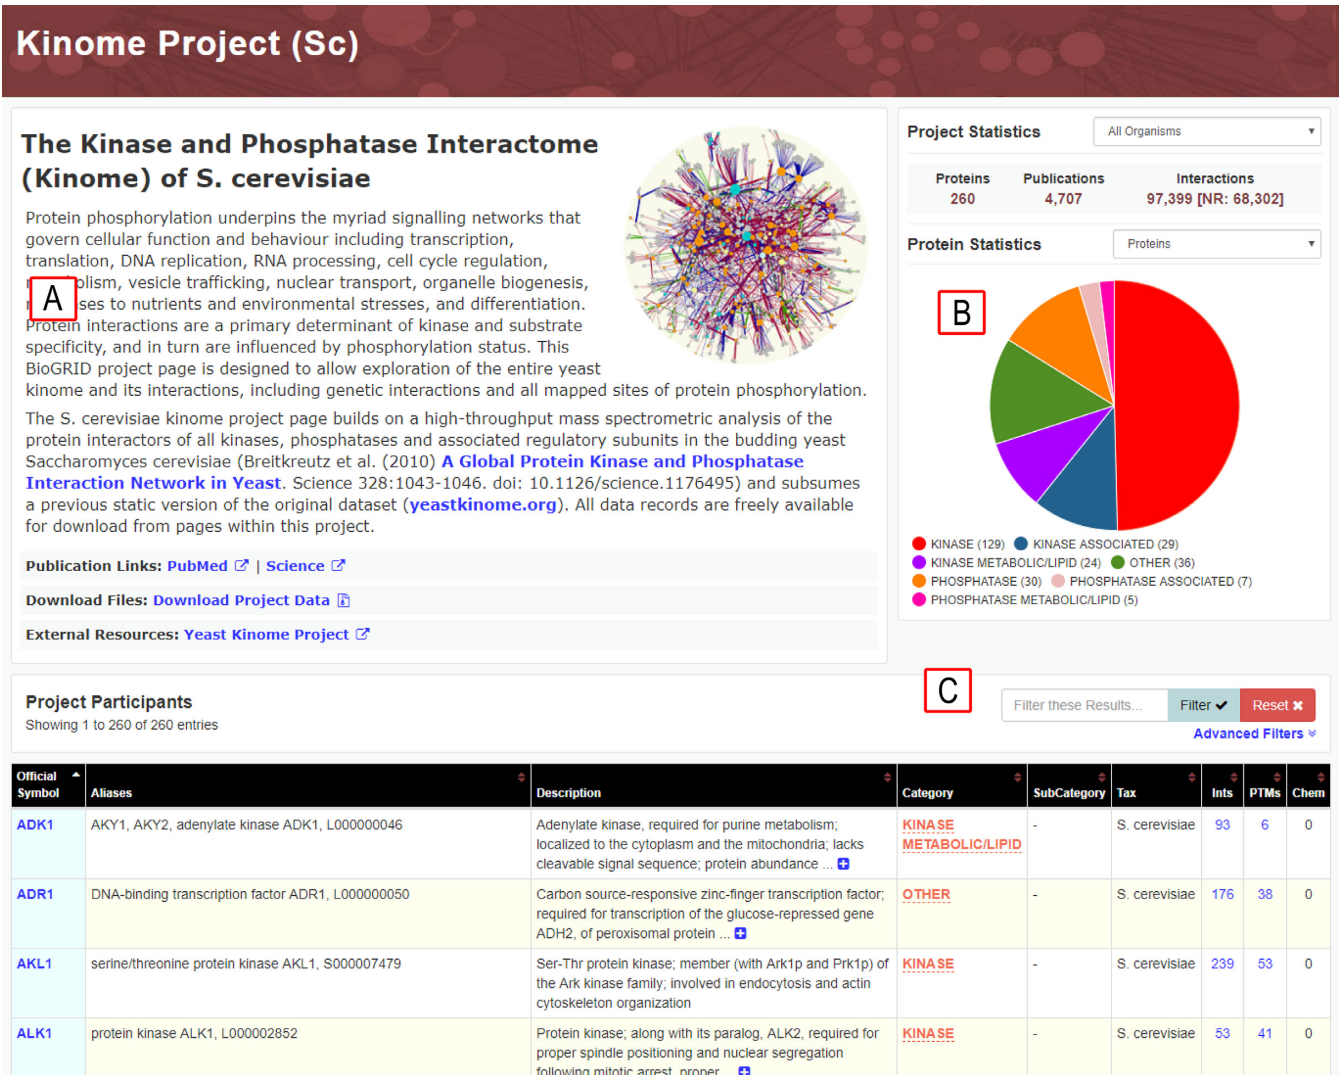 Kinome Project (Sc)
The Kinase and Phosphatase Interactome
(Kinome) of S. cerevisiae
Protein phosphorylation underpins the myriad signalling networks that
govern cellular function and behaviour including transcription,
translation, DNA replication, RNA processing, cell cycle regulation,
vesicle trafficking, nuclear transport, organelle biogenesis,
to nutrients and environmental stresses, and differentiation.
Protein interactions are a primary determinant of kinase and substrate
specificity, and in turn are influenced by phosphorylation status. This
BioGRID project page is designed to allow exploration of the entire yeast
kinome and its interactions, including genetic interactions and all mapped sites of protein phosphorylation.
A
The S. cerevisiae kinome project page builds on a high-throughput mass spectrometric analysis of the
protein interactors of all kinases, phosphatases and associated regulatory subunits in the budding yeast
Saccharomyces cerevisiae (Breitkreutz et al. (2010) A Global Protein Kinase and Phosphatase
Interaction Network in Yeast. Science 328:1043-1046. doi: 10.1126/science.1176495) and subsumes
a previous static version of the original dataset (yeastkinome.org). All data records are freely available
for download from pages within this project.
Publication Links: PubMed | Science
Download Files: Download Project Data
External Resources: Yeast Kinome Project
Project Statistics All Organisms
Proteins Publications Interactions
260 4,707 97,399 [NR: 68,302]
Protein Statistics Proteins
B
KINASE (129) KINASE ASSOCIATED (29)
KINASE METABOLIC/LIPID (24) OTHER (36)
PHOSPHATASE (30) PHOSPHATASE ASSOCIATED (7)
PHOSPHATASE METABOLIC/LIPID (5)
Project Participants
Showing 1 to 260 of 260 entries
C
Filter these Results... Filter Reset
Advanced Filters
Official
Symbol Aliases Description Category SubCategory Tax Ints PTMs Chem
ADK1 AKY1, AKY2, adenylate kinase ADK1, L000000046 Adenylate kinase, required for purine metabolism; KINASE - S. cerevisiae 93 6 0
localized to the cytoplasm and the mitochondria; lacks METABOLIC/LIPID
cleavable signal sequence; protein abundance ...
ADR1 DNA-binding transcription factor ADR1, L000000050 Carbon source-responsive zinc-finger transcription factor; OTHER - S. cerevisiae 176 38 0
required for transcription of the glucose-repressed gene
ADH2, of peroxisomal protein ...
AKL1 serine/threonine protein kinase AKL1, S000007479 Ser-Thr protein kinase; member (with Ark1p and Prk1p) of KINASE - S. cerevisiae 239 53 0
the Ark kinase family; involved in endocytosis and actin
cytoskeleton organization
ALK1 protein kinase ALK1, L000002852 Protein kinase; along with its paralog, ALK2, required for KINASE - S. cerevisiae 53 41 0
proper spindle positioning and nuclear segregation
following mitotic arrest, proper ...